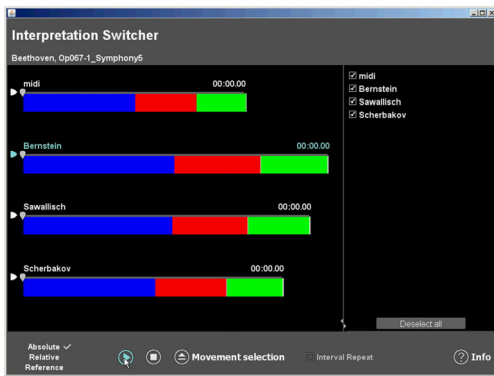 Interpretation Switcher
Beethoven, Op067-1_Symphony5
midi 00:00.00
Bernstein 00:00.00
Sawallisch 00:00.00
Scherbakov 00:00.00
midi
Bernstein
Sawallisch
Scherbakov
Deselect all
Absolute
Relative
Reference
Movement selection
Interval Repeat
? Info